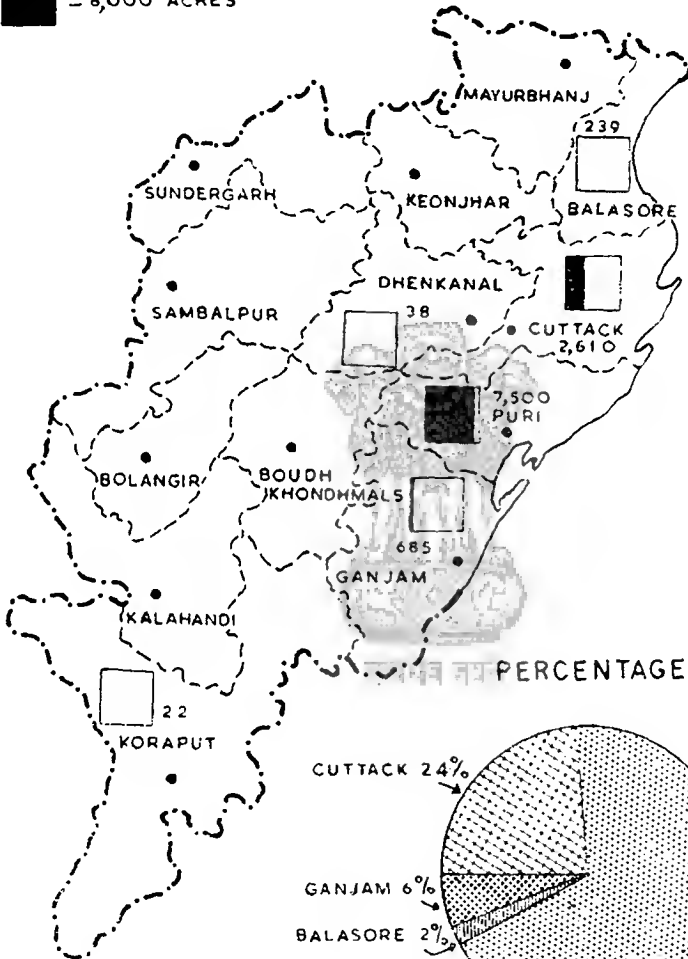 = 8,000 ACRES
MAYURBHANJ
239
SUNDERGARH
KEONJHAR
BALASORE
DHENKANAL
38
SAMBALPUR
CUTTACK
2,610
7,500
PURI
BOLANGIR
BOUDH
KHONDHMALS
685
GANJAM
KALAHANDI
22
KORAPUT
PERCENTAGE
CUTTACK 24%
GANJAM 6%
BALASORE 2%